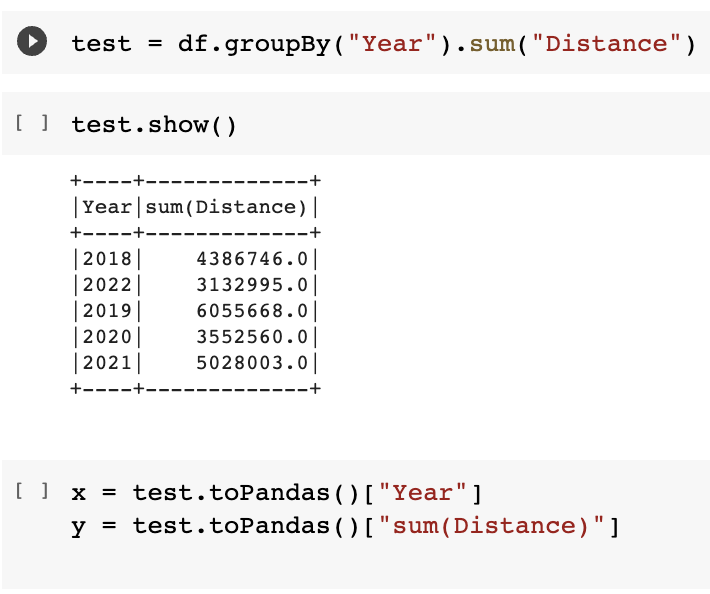 test = df.groupBy("Year").sum("Distance")
[ ] test.show()
+----+-------------+
|Year|sum(Distance)|
+----+-------------+
|2018|    4386746.0|
|2022|    3132995.0|
|2019|    6055668.0|
|2020|    3552560.0|
|2021|    5028003.0|
+----+-------------+
[ ] x = test.toPandas()["Year"]
y = test.toPandas()["sum(Distance)"]